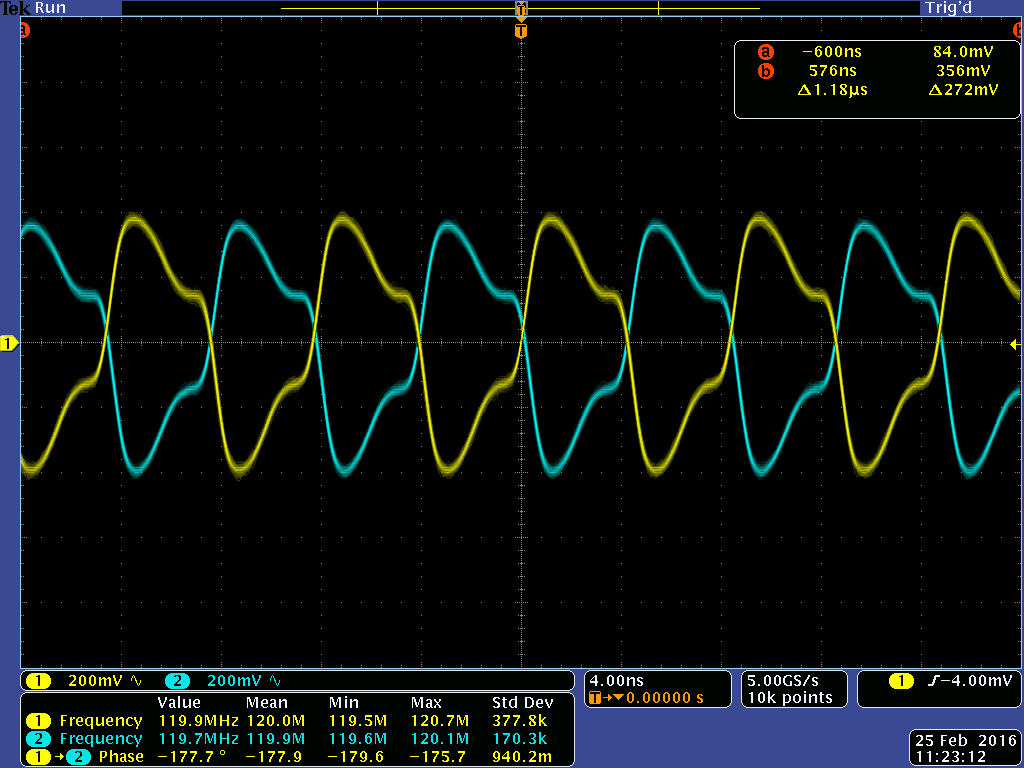 Tek Run Trig'd
T
a T b
a −600ns 84.0mV
b 576ns 356mV
Δ1.18µs Δ272mV
1
1 200mV ∿ 2 200mV ∿ 4.00ns 5.00GS/s 1 ∫−4.00mV
T→▼0.00000 s 10k points
Value Mean Min Max Std Dev
1 Frequency 119.9MHz 120.0M 119.5M 120.7M 377.8k
2 Frequency 119.7MHz 119.9M 119.6M 120.1M 170.3k
1→2 Phase −177.7 ° −177.9 −179.6 −175.7 940.2m
25 Feb 2016
11:23:12